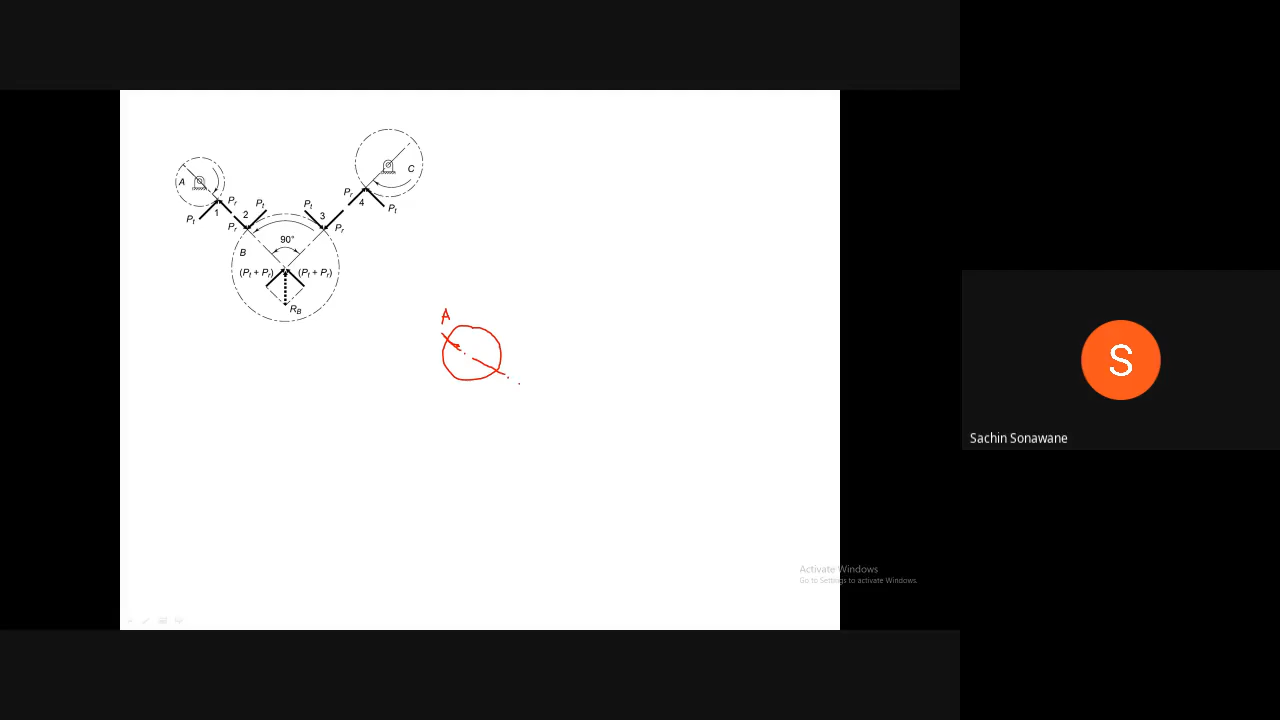 A
C
P_r
P_t
1
2
P_r
P_t
P_t
3
P_r
P_r
4
P_t
B
90°
(P_t + P_r)
(P_t + P_r)
R_B
A
S
Sachin Sonawane
Activate Windows
Go to Settings to activate Windows.